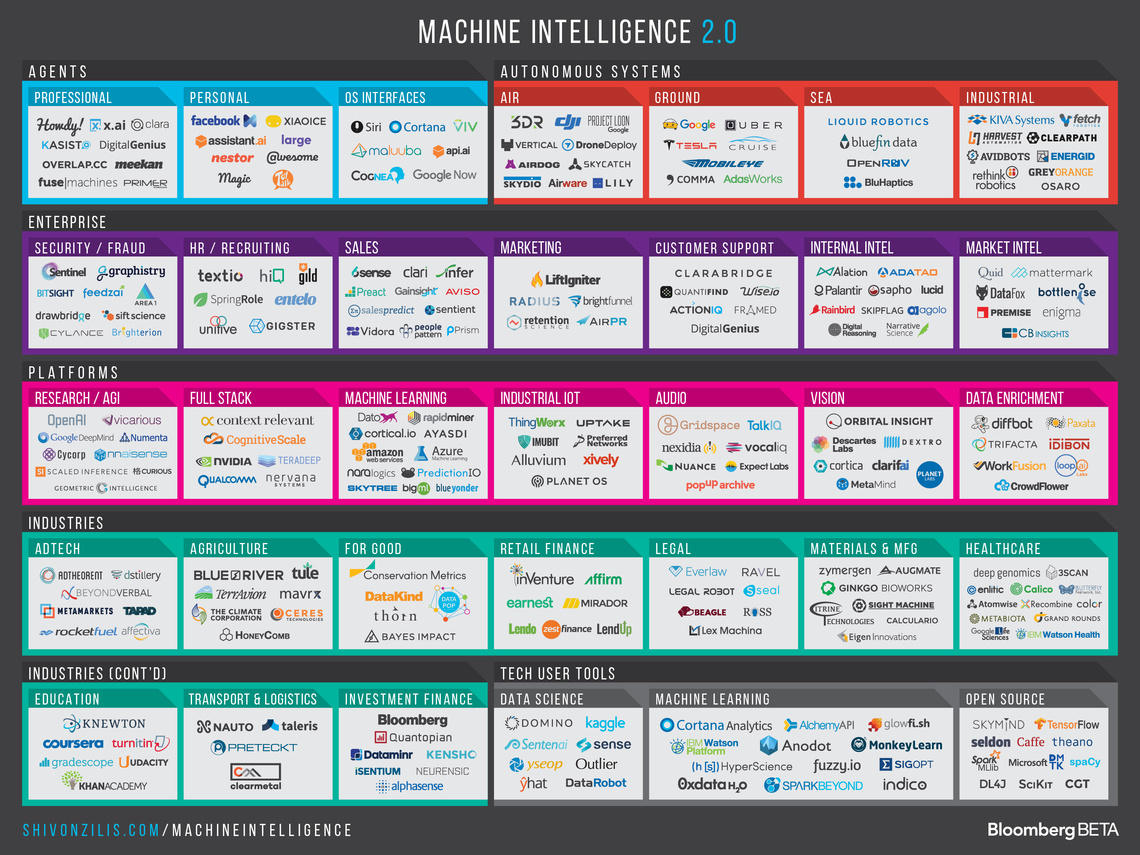 MACHINE INTELLIGENCE 2.0
AGENTS
PROFESSIONAL
Howdy! x.ai clara
KASISTO DigitalGenius
OVERLAP.CC meekan
fuse|machines PRIMER
PERSONAL
facebook M XIAOICE
assistant.ai large
nestor @wesome
Magic
OS INTERFACES
Siri Cortana VIV
maluuba api.ai
COGNEA Google Now
AUTONOMOUS SYSTEMS
AIR
3DR dji PROJECT LOON
Google
VERTICAL DroneDeploy
AIRDOG SKYCATCH
SKYDIO Airware LILY
GROUND
Google UBER
TESLA CRUISE
MOBILEYE
COMMA AdasWorks
SEA
LIQUID ROBOTICS
bluefin data
OPENROV
BluHaptics
INDUSTRIAL
KIVA Systems fetch
robotics
HARVEST
AUTOMATION
CLEARPATH
AVIDBOTS ENERGID
rethink
robotics
GREYORANGE
OSARO
ENTERPRISE
SECURITY / FRAUD
Sentinel graphistry
BITSIGHT feedzai AREA 1
drawbridge sift science
CYLANCE Brighterion
HR / RECRUITING
textio hiQ gild
SpringRole entelo
unitive GIGSTER
SALES
6sense clari infer
Preact Gainsight AVISO
salespredict sentient
Vidora people
pattern
pPrism
MARKETING
LiftIgniter
RADIUS brightfunnel
retention
SCIENCE
AIRPR
CUSTOMER SUPPORT
CLARABRIDGE
QUANTIFIND Wise.io
ACTIONIQ FRAMED
DigitalGenius
INTERNAL INTEL
Alation ADATAO
Palantir sapho lucid
Rainbird SKIPFLAG agolo
Digital
Reasoning
Narrative
Science
MARKET INTEL
Quid mattermark
DataFox bottlenose
PREMISE enigma
CB INSIGHTS
PLATFORMS
RESEARCH / AGI
OpenAI vicarious
Google DeepMind Numenta
Cycorp nnaisense
SI SCALED INFERENCE CURIOUS
GEOMETRIC INTELLIGENCE
FULL STACK
context relevant
CognitiveScale
NVIDIA TERADEEP
QUALCOMM nervana
SYSTEMS
MACHINE LEARNING
Dato rapidminer
cortical.io AYASDI
amazon
web services
Azure
Machine Learning
nara logics PredictionIO
SKYTREE bigml blueyonder
INDUSTRIAL IOT
ThingWorx UPTAKE
IMUBIT Preferred
Networks
Alluvium xively
PLANET OS
AUDIO
Gridspace TalkIQ
nexidia vocaliq
NUANCE Expect Labs
popup archive
VISION
ORBITAL INSIGHT
Descartes
Labs
DEXTRO
cortica clarifai
MetaMind PLANET
LABS
DATA ENRICHMENT
diffbot Paxata
TRIFACTA IDIBON
WorkFusion loop
AI
Labs
CrowdFlower
INDUSTRIES
ADTECH
ADTHEORENT dstillery
BEYONDVERBAL
METAMARKETS TAPAD
rocketfuel affectiva
AGRICULTURE
BLUE RIVER tule
TerrAvion mavrx
THE CLIMATE
CORPORATION
CERES
TECHNOLOGIES
HONEYCOMB
FOR GOOD
Conservation Metrics
DataKind
thorn
DATA
POP
BAYES IMPACT
RETAIL FINANCE
inVenture affirm
earnest MIRADOR
Lendo zestfinance LendUp
LEGAL
Everlaw RAVEL
LEGAL ROBOT seal
BEAGLE ROSS
Lex Machina
MATERIALS & MFG
zymergen AUGMATE
GINKGO BIOWORKS
CITRINE
TECHNOLOGIES
SIGHT MACHINE
CALCULARIO
Eigen Innovations
HEALTHCARE
deep genomics 3SCAN
enlitic Calico BUTTERFLY
Network, Inc.
Atomwise Recombine color
METABIOTA GRAND ROUNDS
Google Life
Sciences
IBM Watson Health
INDUSTRIES (CONT'D)
EDUCATION
KNEWTON
coursera turnitin
gradescope UDACITY
KHANACADEMY
TRANSPORT & LOGISTICS
NAUTO taleris
PRETECKT
clearmetal
INVESTMENT FINANCE
Bloomberg
Quantopian
Dataminr KENSHO
iSENTIUM NEURENSIC
alphasense
TECH USER TOOLS
DATA SCIENCE
DOMINO kaggle
Sentenai sense
yseop Outlier
ŷhat DataRobot
MACHINE LEARNING
Cortana Analytics AlchemyAPI glowfi.sh
IBM Watson
Platform
Anodot MonkeyLearn
(h [s]) HyperScience fuzzy.io SIGOPT
0xdata H₂O SPARKBEYOND indico
OPEN SOURCE
SKYMIND TensorFlow
seldon Caffe theano
Spark
MLlib
Microsoft DMTK spaCy
DL4J SciKit CGT
SHIVONZILIS.COM/MACHINEINTELLIGENCE
Bloomberg BETA